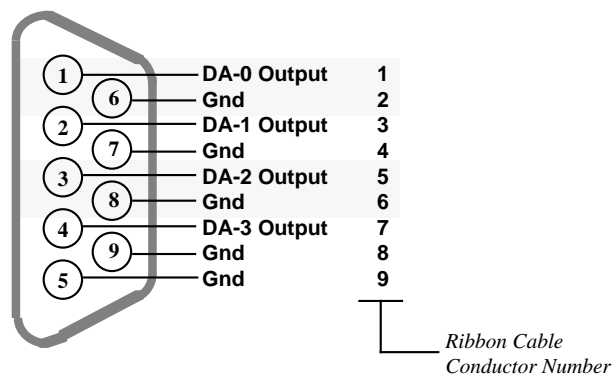 1 DA-0 Output 1
6 Gnd 2
2 DA-1 Output 3
7 Gnd 4
3 DA-2 Output 5
8 Gnd 6
4 DA-3 Output 7
9 Gnd 8
5 Gnd 9
Ribbon Cable
Conductor Number